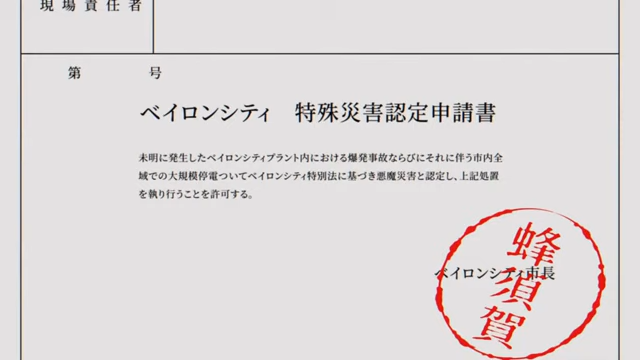 現場責任者
第　　　号
ベイロンシティ　特殊災害認定申請書
未明に発生したベイロンシティプラント内における爆発事故ならびにそれに伴う市内全
域での大規模停電ついてベイロンシティ特別法に基づき悪魔災害と認定し、上記処置
を執り行うことを許可する。
ベイロンシティ市長
蜂須賀